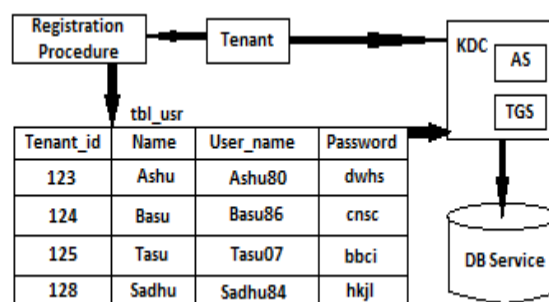 Registration
Procedure
Tenant
KDC
AS
TGS
tbl_usr
Tenant_id Name User_name Password
123 Ashu Ashu80 dwhs
124 Basu Basu86 cnsc
125 Tasu Tasu07 bbci
128 Sadhu Sadhu84 hkjl
DB Service